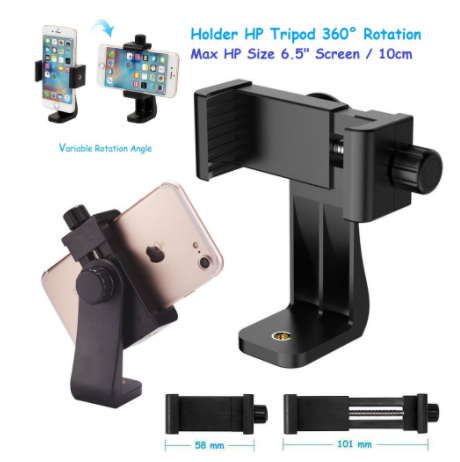 Holder HP Tripod 360° Rotation
Max HP Size 6.5" Screen / 10cm
Variable Rotation Angle
58 mm
101 mm